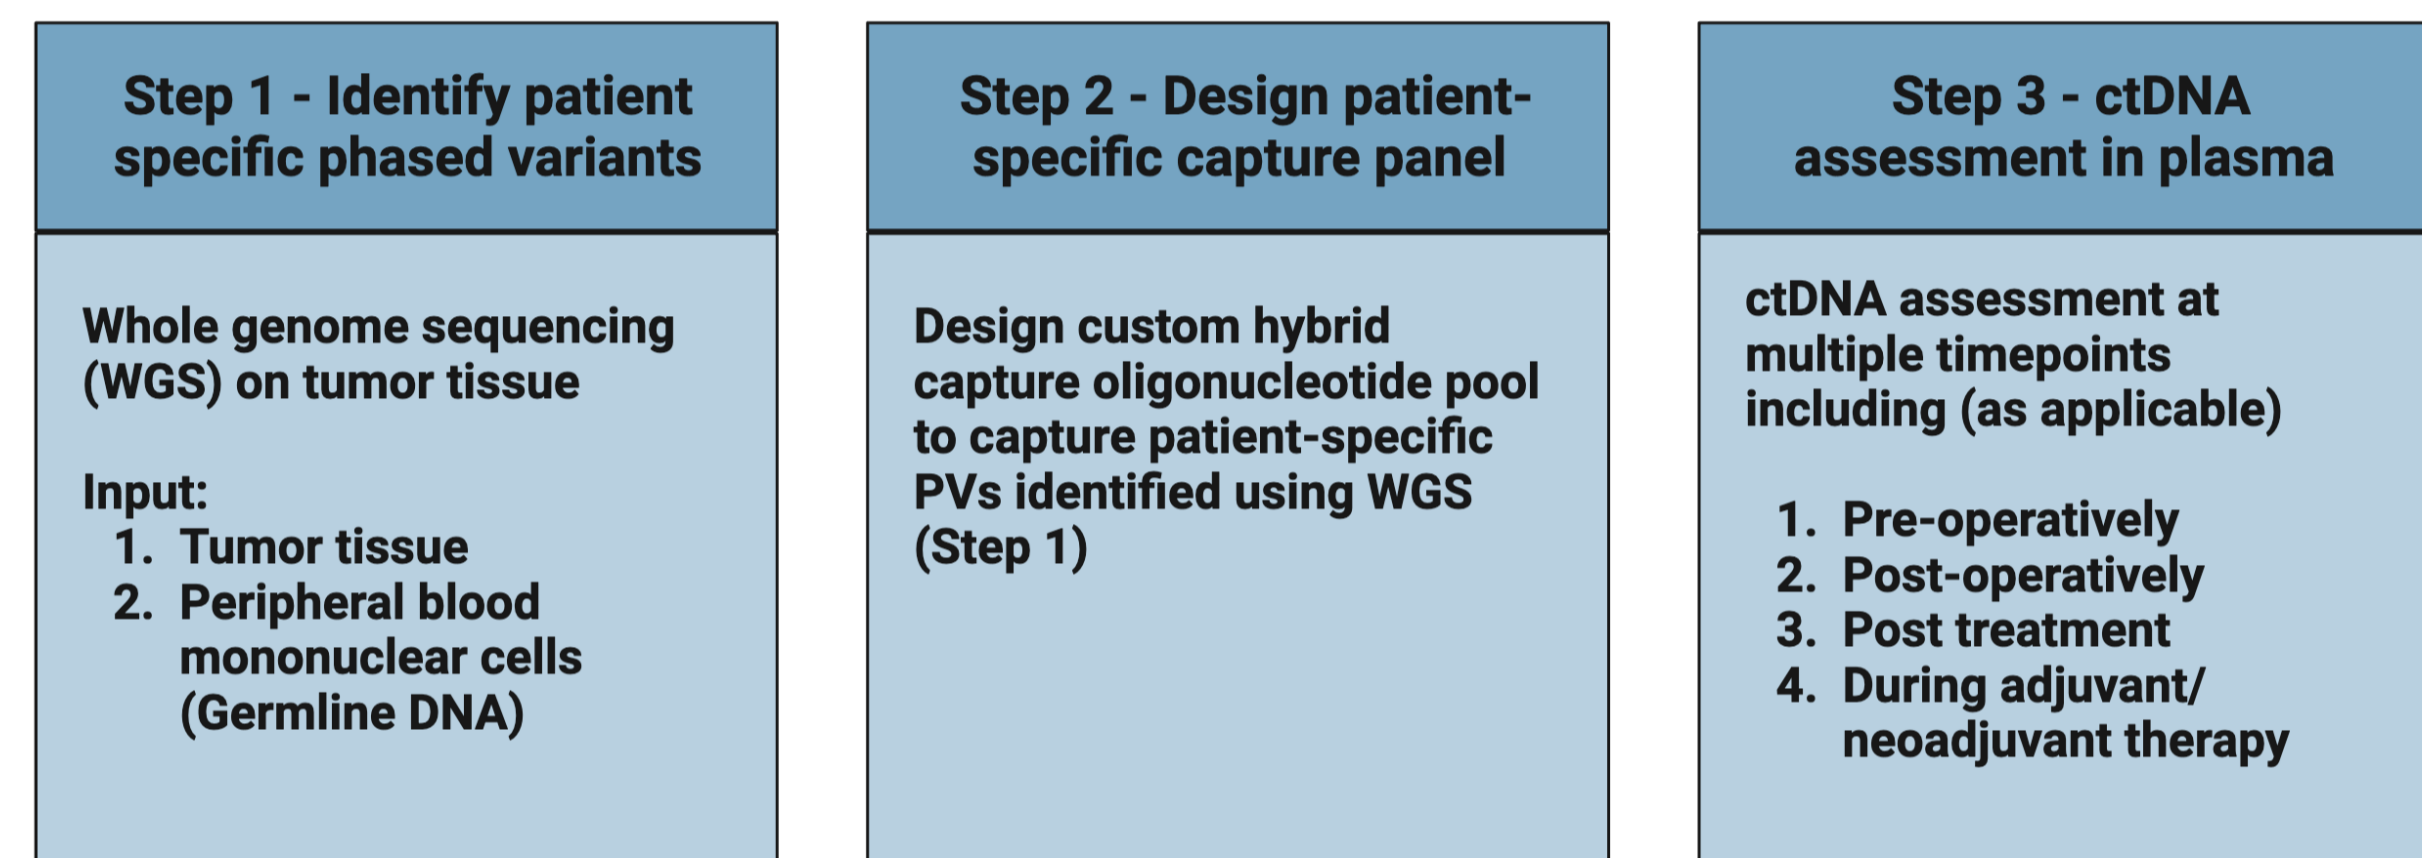 Step 1 - Identify patient
specific phased variants
Whole genome sequencing
(WGS) on tumor tissue
Input:
1. Tumor tissue
2. Peripheral blood
mononuclear cells
(Germline DNA)
Step 2 - Design patient-
specific capture panel
Design custom hybrid
capture oligonucleotide pool
to capture patient-specific
PVs identified using WGS
(Step 1)
Step 3 - ctDNA
assessment in plasma
ctDNA assessment at
multiple timepoints
including (as applicable)
1. Pre-operatively
2. Post-operatively
3. Post treatment
4. During adjuvant/
neoadjuvant therapy